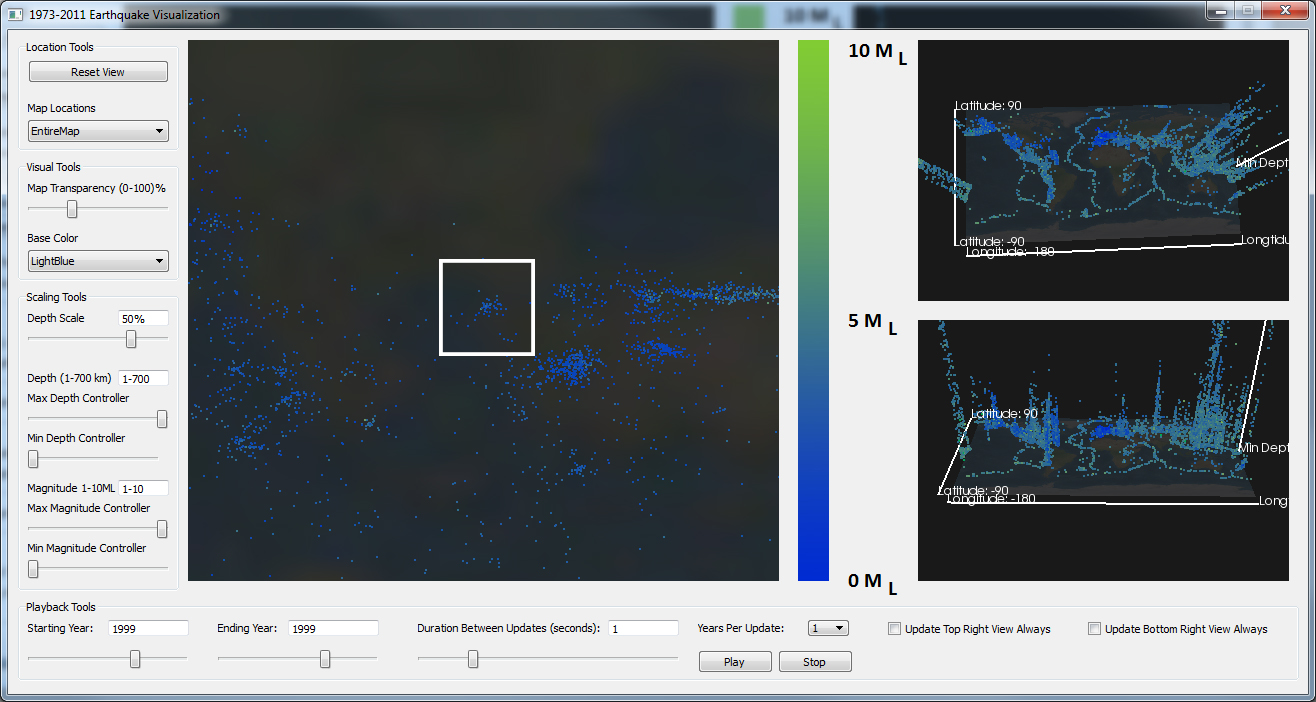 1973-2011 Earthquake Visualization
10 M L
Location Tools
Reset View
Map Locations
EntireMap
Visual Tools
Map Transparency (0-100)%
Base Color
LightBlue
Scaling Tools
Depth Scale 50%
Depth (1-700 km) 1-700
Max Depth Controller
Min Depth Controller
Magnitude 1-10ML 1-10
Max Magnitude Controller
Min Magnitude Controller
10 M L
5 M L
0 M L
Latitude: 90
Min Dept
Latitude: -90
Longitude: -180
Longtidu
Latitude: 90
Min Dept
Latitude: -90
Longitude: -180
Longt
Playback Tools
Starting Year: 1999 Ending Year: 1999 Duration Between Updates (seconds): 1 Years Per Update: 1 Update Top Right View Always Update Bottom Right View Always
Play Stop